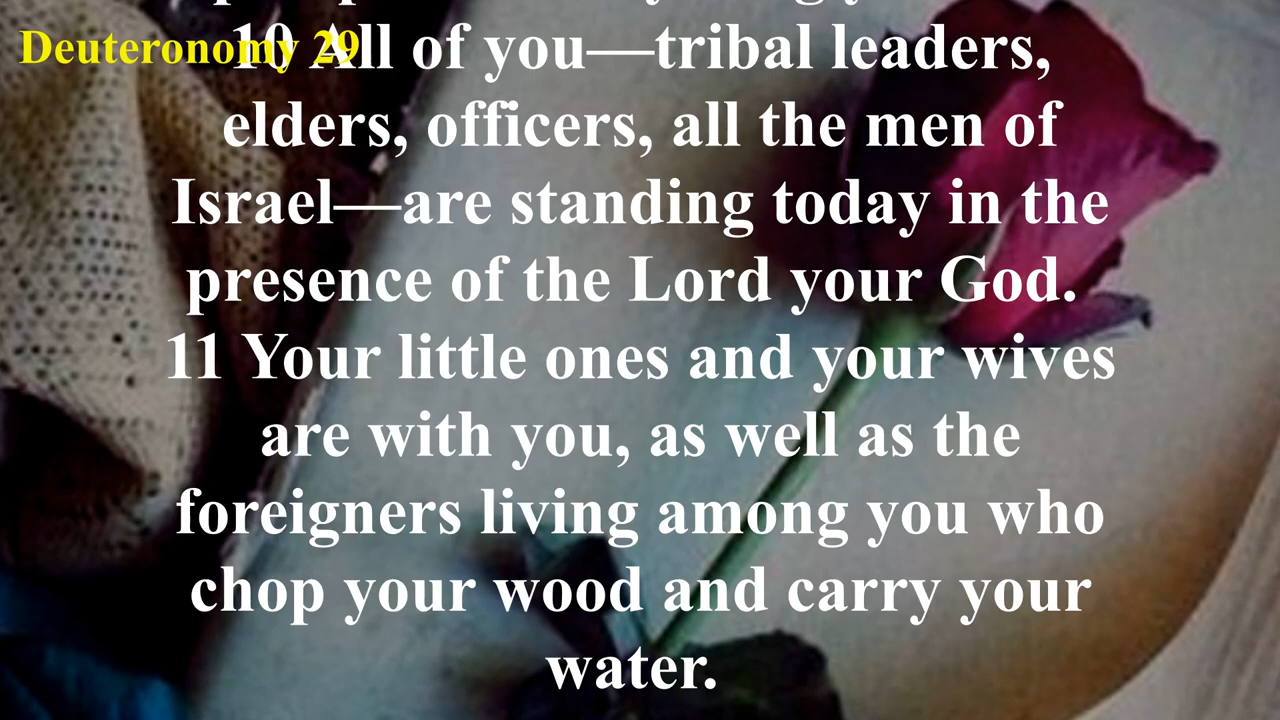 Deuteronomy 29
10 All of you—tribal leaders,
elders, officers, all the men of
Israel—are standing today in the
presence of the Lord your God.
11 Your little ones and your wives
are with you, as well as the
foreigners living among you who
chop your wood and carry your
water.